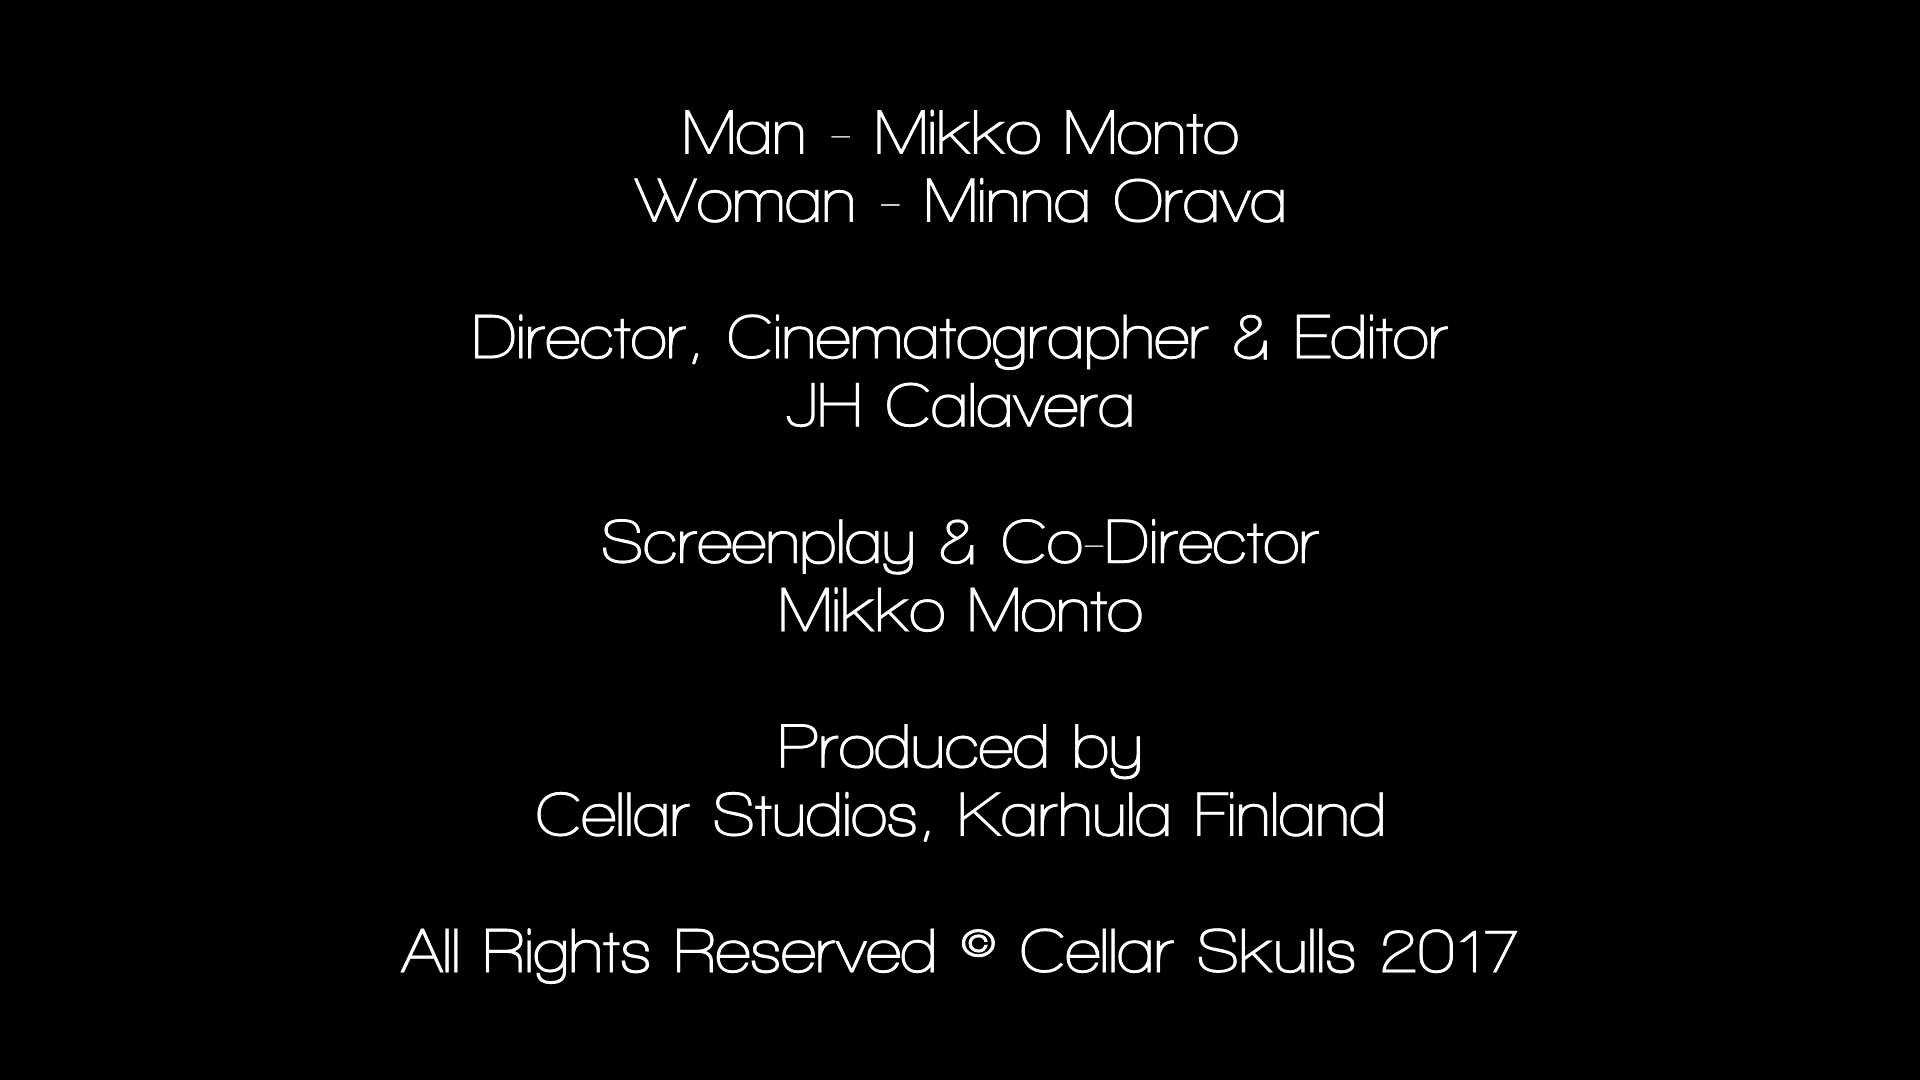 Man - Mikko Monto
Woman - Minna Orava
Director, Cinematographer & Editor
JH Calavera
Screenplay & Co-Director
Mikko Monto
Produced by
Cellar Studios, Karhula Finland
All Rights Reserved © Cellar Skulls 2017